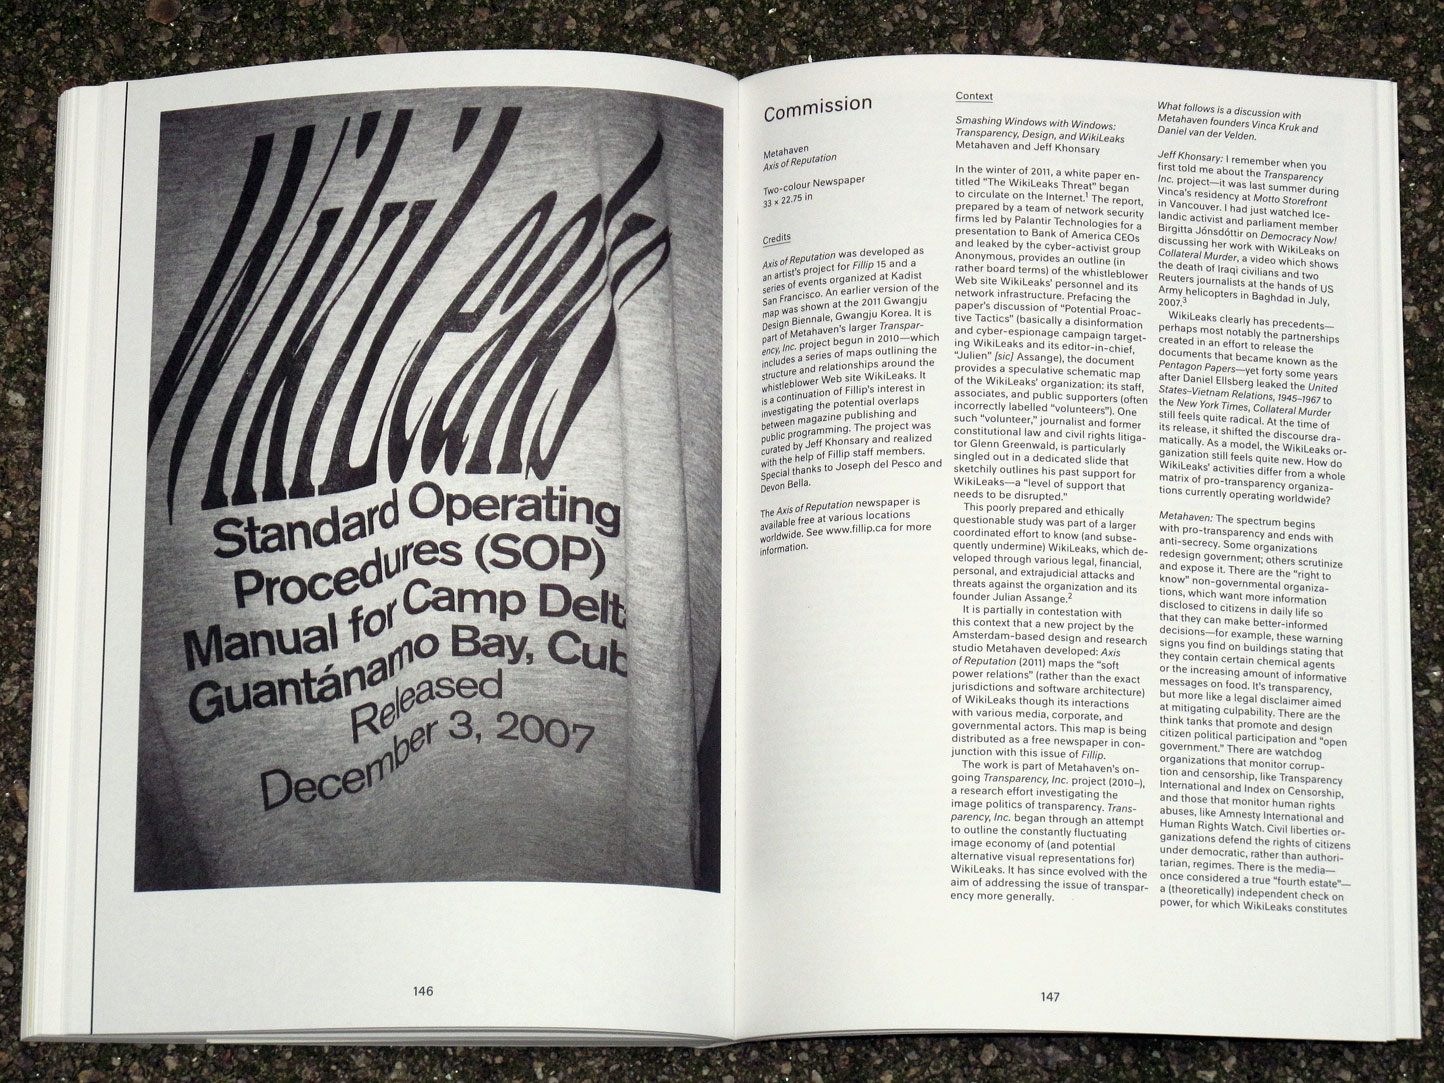 WikiLeaks
Standard Operating
Procedures (SOP)
Manual for Camp Delt
Guantánamo Bay, Cub
Released
December 3, 2007
146
Commission
Metahaven
Axis of Reputation
Two-colour Newspaper
33 × 22.75 in
Credits
Axis of Reputation was developed as
an artist's project for Fillip 15 and a
series of events organized at Kadist
San Francisco. An earlier version of the
map was shown at the 2011 Gwangju
Design Biennale, Gwangju Korea. It is
part of Metahaven's larger Transpar-
ency, Inc. project begun in 2010—which
includes a series of maps outlining the
structure and relationships around the
whistleblower Web site WikiLeaks. It
is a continuation of Fillip's interest in
investigating the potential overlaps
between magazine publishing and
public programming. The project was
curated by Jeff Khonsary and realized
with the help of Fillip staff members.
Special thanks to Joseph del Pesco and
Devon Bella.
The Axis of Reputation newspaper is
available free at various locations
worldwide. See www.fillip.ca for more
information.
Context
Smashing Windows with Windows:
Transparency, Design, and WikiLeaks
Metahaven and Jeff Khonsary
In the winter of 2011, a white paper en-
titled “The WikiLeaks Threat” began
to circulate on the Internet.1 The report,
prepared by a team of network security
firms led by Palantir Technologies for a
presentation to Bank of America CEOs
and leaked by the cyber-activist group
Anonymous, provides an outline (in
rather board terms) of the whistleblower
Web site WikiLeaks' personnel and its
network infrastructure. Prefacing the
paper's discussion of “Potential Proac-
tive Tactics” (basically a disinformation
and cyber-espionage campaign target-
ing WikiLeaks and its editor-in-chief,
“Julien” [sic] Assange), the document
provides a speculative schematic map
of the WikiLeaks' organization: its staff,
associates, and public supporters (often
incorrectly labelled “volunteers”). One
such “volunteer,” journalist and former
constitutional law and civil rights litiga-
tor Glenn Greenwald, is particularly
singled out in a dedicated slide that
sketchily outlines his past support for
WikiLeaks—a “level of support that
needs to be disrupted.”
This poorly prepared and ethically
questionable study was part of a larger
coordinated effort to know (and subse-
quently undermine) WikiLeaks, which de-
veloped through various legal, financial,
personal, and extrajudicial attacks and
threats against the organization and its
founder Julian Assange.2
It is partially in contestation with
this context that a new project by the
Amsterdam-based design and research
studio Metahaven developed: Axis
of Reputation (2011) maps the “soft
power relations” (rather than the exact
jurisdictions and software architecture)
of WikiLeaks though its interactions
with various media, corporate, and
governmental actors. This map is being
distributed as a free newspaper in con-
junction with this issue of Fillip.
The work is part of Metahaven's on-
going Transparency, Inc. project (2010–),
a research effort investigating the
image politics of transparency. Trans-
parency, Inc. began through an attempt
to outline the constantly fluctuating
image economy of (and potential
alternative visual representations for)
WikiLeaks. It has since evolved with the
aim of addressing the issue of transpar-
ency more generally.
What follows is a discussion with
Metahaven founders Vinca Kruk and
Daniel van der Velden.
Jeff Khonsary: I remember when you
first told me about the Transparency
Inc. project—it was last summer during
Vinca's residency at Motto Storefront
in Vancouver. I had just watched Ice-
landic activist and parliament member
Birgitta Jónsdóttir on Democracy Now!
discussing her work with WikiLeaks on
Collateral Murder, a video which shows
the death of Iraqi civilians and two
Reuters journalists at the hands of US
Army helicopters in Baghdad in July,
2007.3
WikiLeaks clearly has precedents—
perhaps most notably the partnerships
created in an effort to release the
documents that became known as the
Pentagon Papers—yet forty some years
after Daniel Ellsberg leaked the United
States–Vietnam Relations, 1945–1967 to
the New York Times, Collateral Murder
still feels quite radical. At the time of
its release, it shifted the discourse dra-
matically. As a model, the WikiLeaks or-
ganization still feels quite new. How do
WikiLeaks' activities differ from a whole
matrix of pro-transparency organiza-
tions currently operating worldwide?
Metahaven: The spectrum begins
with pro-transparency and ends with
anti-secrecy. Some organizations
redesign government; others scrutinize
and expose it. There are the “right to
know” non-governmental organiza-
tions, which want more information
disclosed to citizens in daily life so
that they can make better-informed
decisions—for example, these warning
signs you find on buildings stating that
they contain certain chemical agents
or the increasing amount of informative
messages on food. It's transparency,
but more like a legal disclaimer aimed
at mitigating culpability. There are the
think tanks that promote and design
citizen political participation and “open
government.” There are watchdog
organizations that monitor corrup-
tion and censorship, like Transparency
International and Index on Censorship,
and those that monitor human rights
abuses, like Amnesty International and
Human Rights Watch. Civil liberties or-
ganizations defend the rights of citizens
under democratic, rather than authori-
tarian, regimes. There is the media—
once considered a true “fourth estate”—
a (theoretically) independent check on
power, for which WikiLeaks constitutes
147